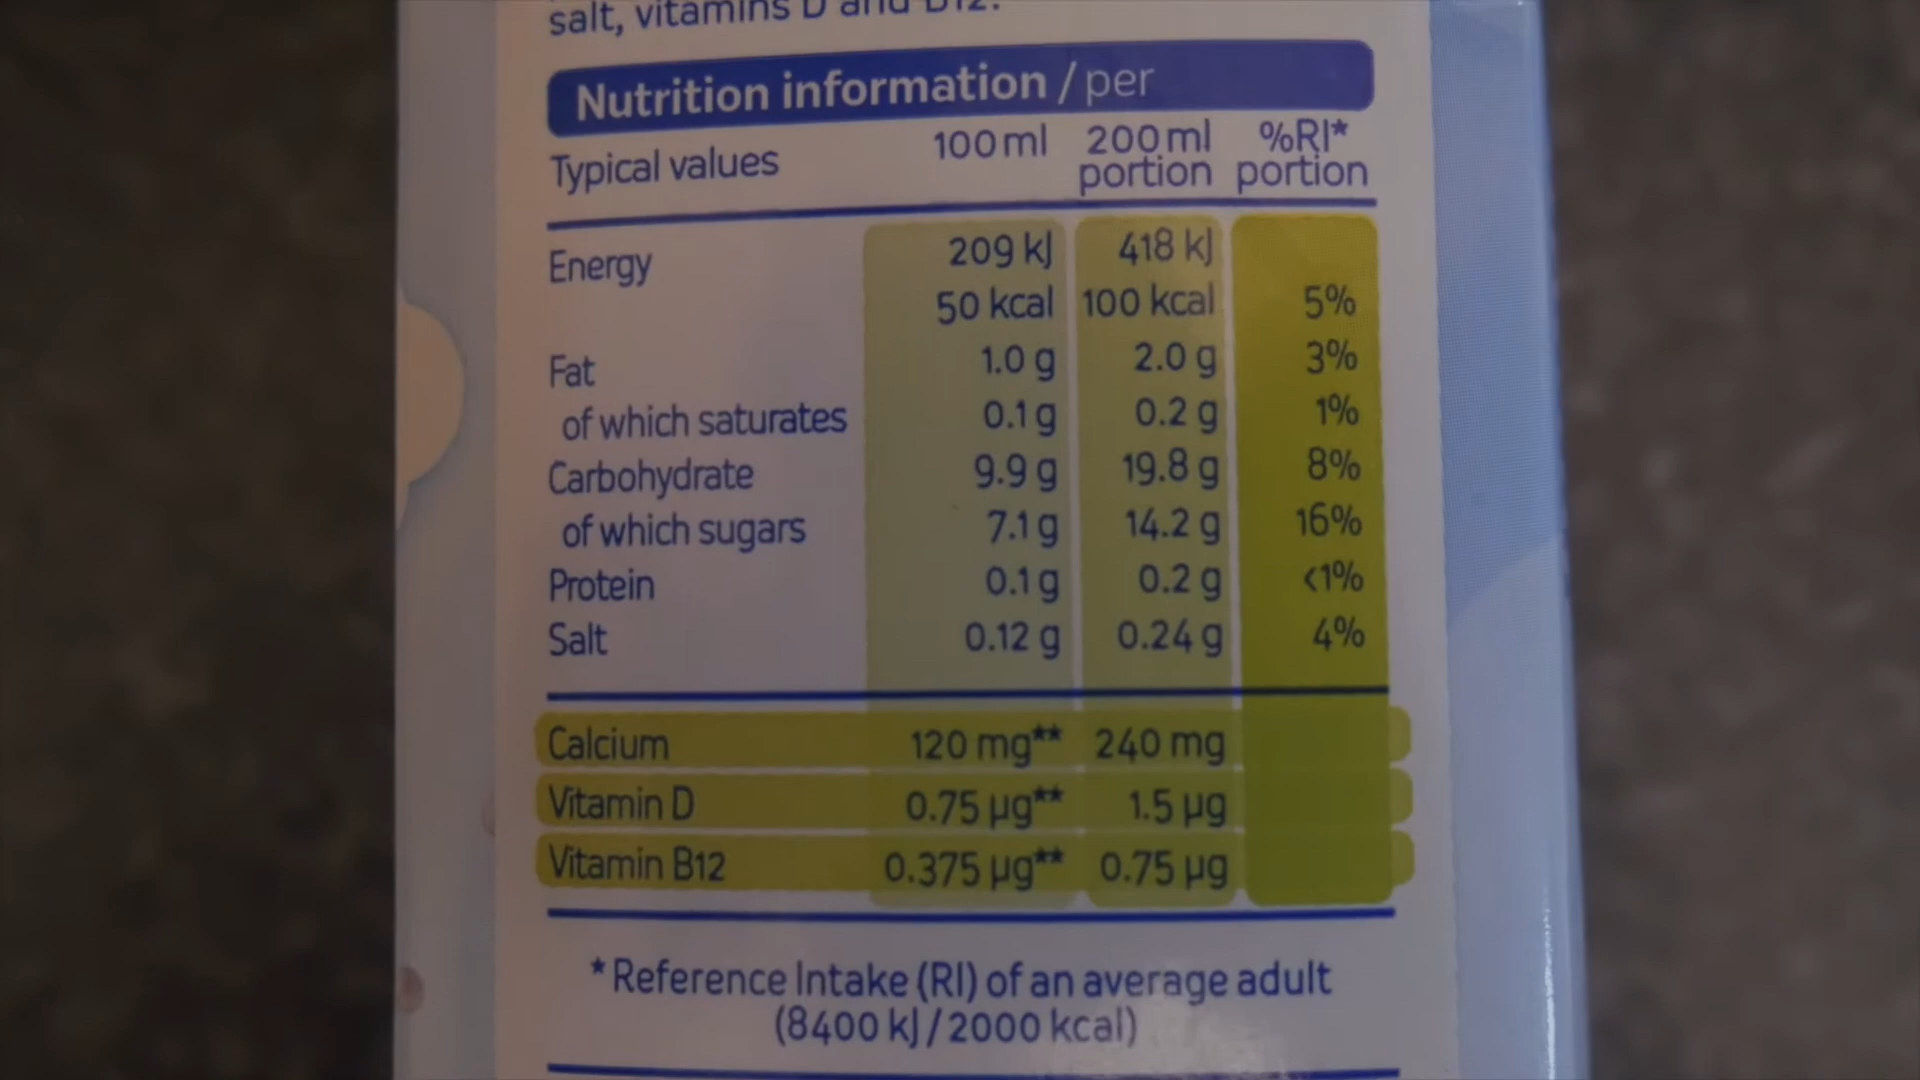 salt, vitamins D and B12.
Nutrition information / per
Typical values 100 ml 200 ml portion %RI* portion
Energy 209 kJ 418 kJ
50 kcal 100 kcal 5%
Fat 1.0 g 2.0 g 3%
of which saturates 0.1 g 0.2 g 1%
Carbohydrate 9.9 g 19.8 g 8%
of which sugars 7.1 g 14.2 g 16%
Protein 0.1 g 0.2 g <1%
Salt 0.12 g 0.24 g 4%
Calcium 120 mg** 240 mg
Vitamin D 0.75 µg** 1.5 µg
Vitamin B12 0.375 µg** 0.75 µg
* Reference Intake (RI) of an average adult
(8400 kJ / 2000 kcal)